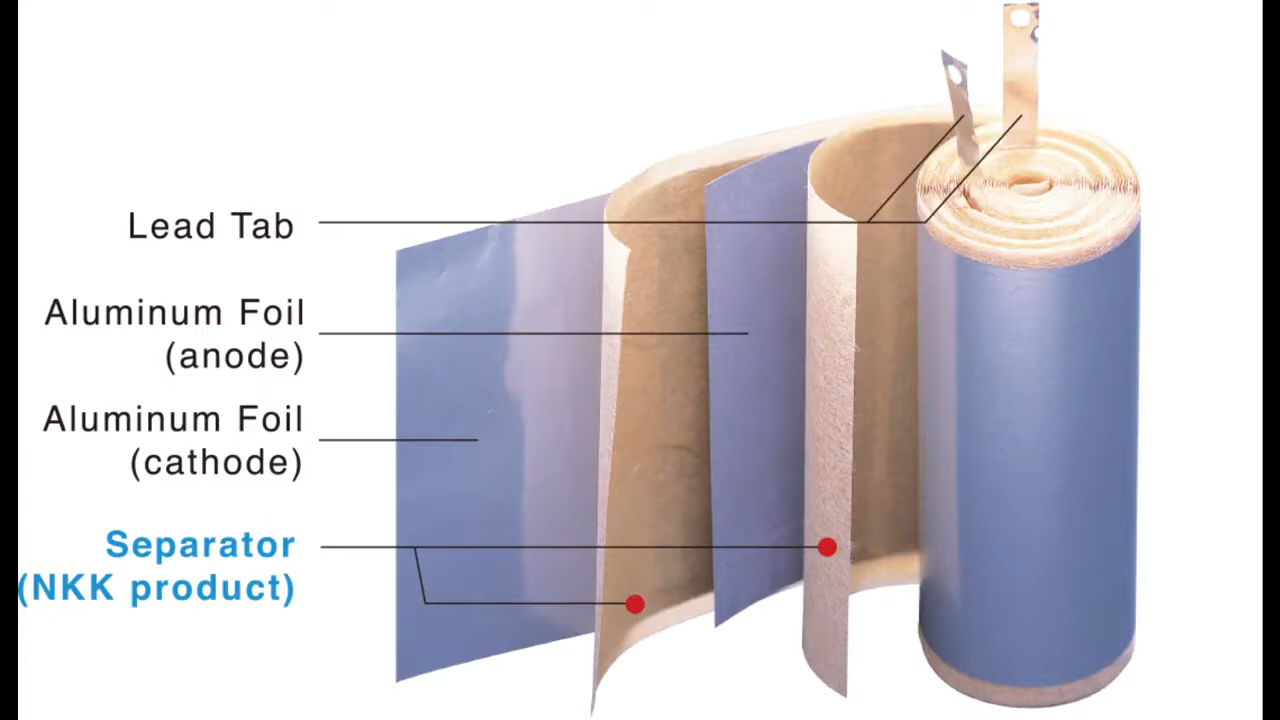 Lead Tab
Aluminum Foil
(anode)
Aluminum Foil
(cathode)
Separator
(NKK product)